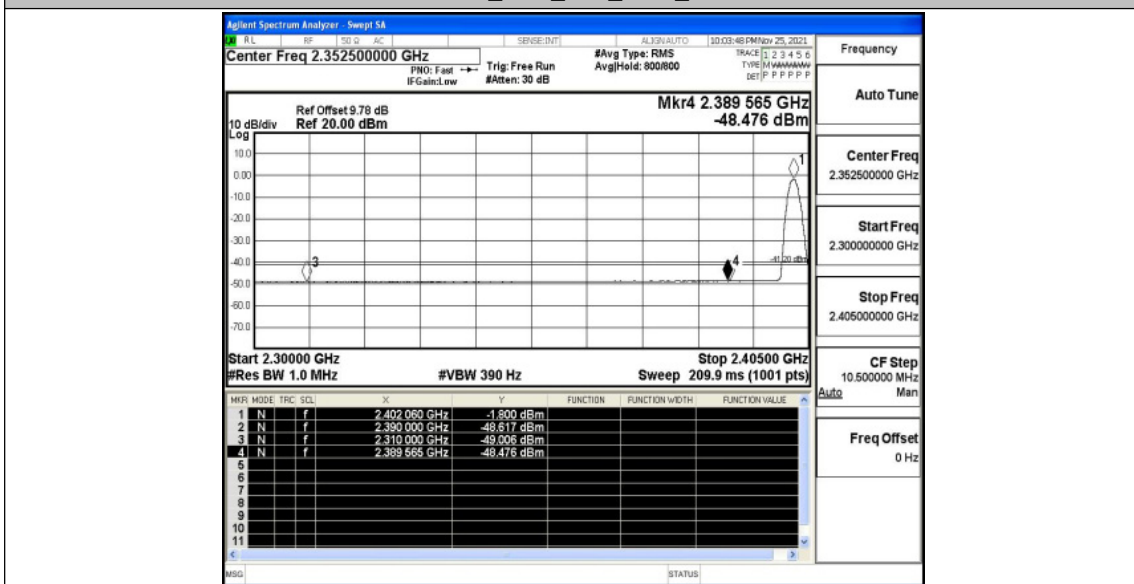 Agilent Spectrum Analyzer - Swept SA
RL RF 50 Ω AC SENSE:INT ALIGNAUTO 10:03:48 PMNov 25, 2021
Center Freq 2.352500000 GHz
PNO: Fast
IFGain:Low
Trig: Free Run
#Atten: 30 dB
#Avg Type: RMS
Avg|Hold: 800/800
TRACE 1 2 3 4 5 6
TYPE
DET P P P P P P
Frequency
Auto Tune
Center Freq
2.352500000 GHz
Start Freq
2.300000000 GHz
Stop Freq
2.405000000 GHz
CF Step
10.500000 MHz
Auto Man
Freq Offset
0 Hz
Mkr4 2.389 565 GHz
-48.476 dBm
Ref Offset 9.78 dB
10 dB/div Ref 20.00 dBm
Log
10.0
0.00
-10.0
-20.0
-30.0
-40.0
-50.0
-60.0
-70.0
1
3
4
-41.20 dBm
Start 2.30000 GHz Stop 2.40500 GHz
#Res BW 1.0 MHz #VBW 390 Hz Sweep 209.9 ms (1001 pts)
MKR MODE TRC SCL X Y FUNCTION FUNCTION WIDTH FUNCTION VALUE
1 N f 2.402 060 GHz -1.800 dBm
2 N f 2.390 000 GHz -48.617 dBm
3 N f 2.310 000 GHz -49.006 dBm
4 N f 2.389 565 GHz -48.476 dBm
5
6
7
8
9
10
11
MSG STATUS